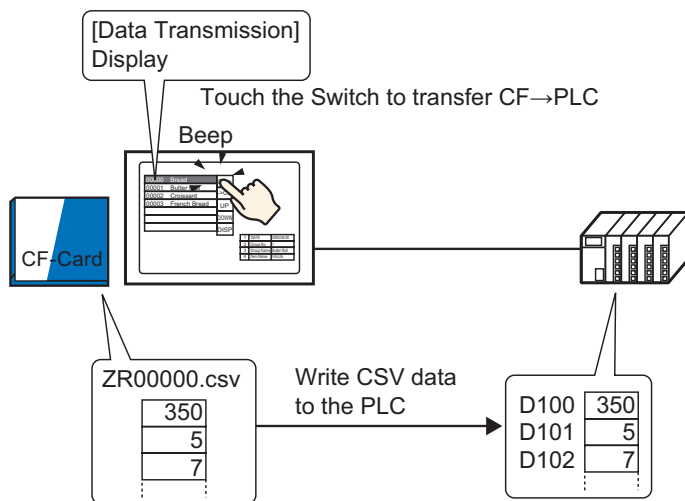 [Data Transmission]
Display
Touch the Switch to transfer CF→PLC
Beep
00000 Bread
00001 Butter
00002 Croissant
00003 French Bread
UP
DOWN
DISP
CF-Card
ZR00000.csv
350
5
7
Write CSV data
to the PLC
D100 350
D101 5
D102 7